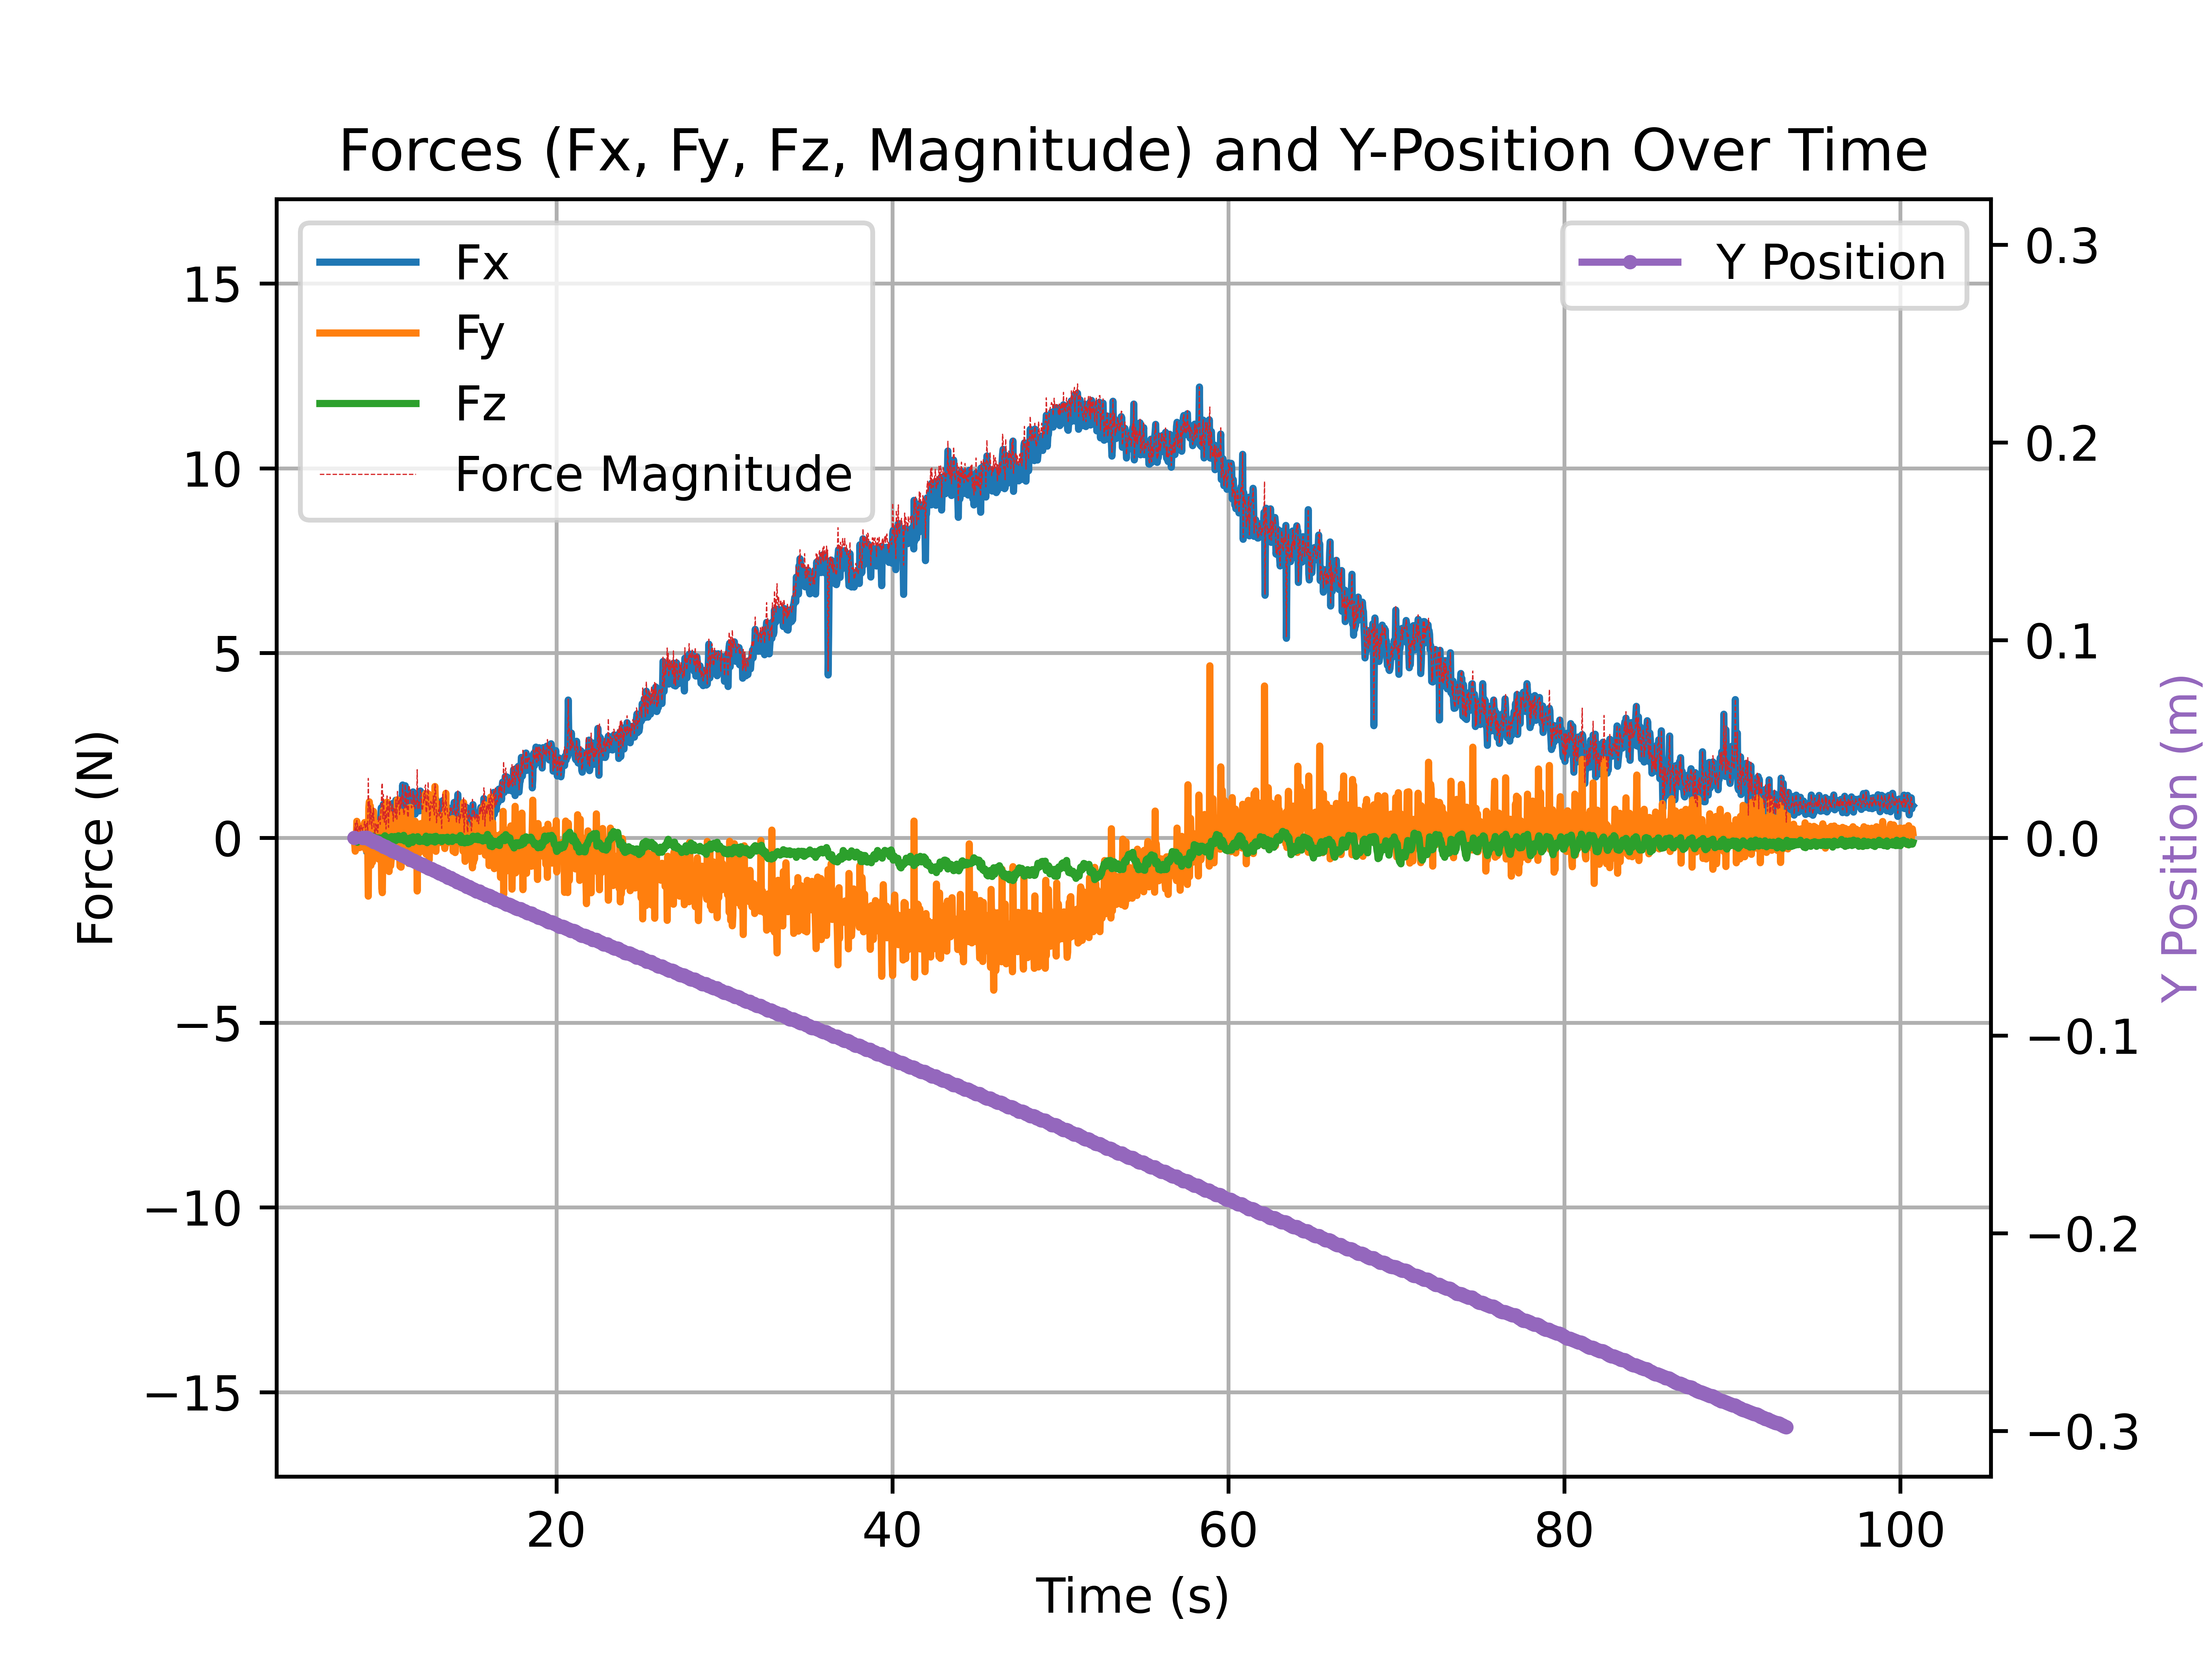 Forces (Fx, Fy, Fz, Magnitude) and Y-Position Over Time
Fx
Fy
Fz
Force Magnitude
Y Position
15
10
5
0
−5
−10
−15
Force (N)
0.3
0.2
0.1
0.0
−0.1
−0.2
−0.3
Y Position (m)
20 40 60 80 100
Time (s)